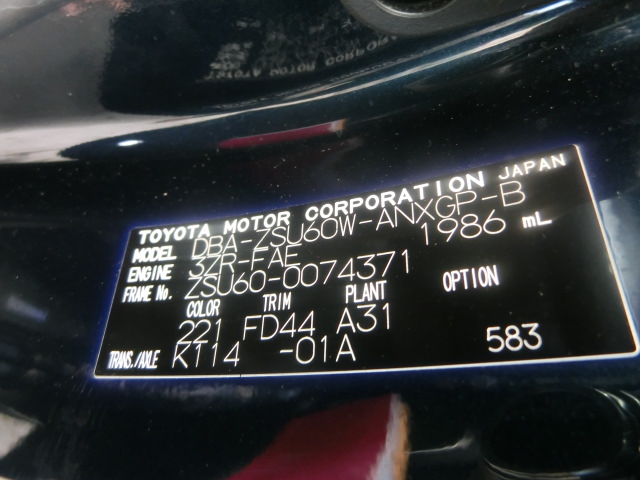 TOYOTA MOTOR CORPORATION JAPAN
MODEL DBA-ZSU60W-ANXGP-B
ENGINE 3ZR-FAE 1986 mL
FRAME No. ZSU60-0074371
COLOR TRIM PLANT OPTION
221 FD44 A31
TRANS./AXLE K114 -01A 583